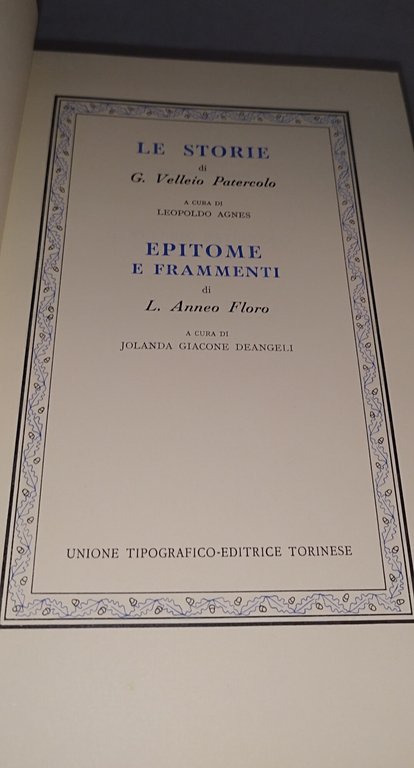 LE STORIE
di
G. Velleio Patercolo
A CURA DI
LEOPOLDO AGNES
EPITOME
E FRAMMENTI
di
L. Anneo Floro
A CURA DI
JOLANDA GIACONE DEANGELI
UNIONE TIPOGRAFICO-EDITRICE TORINESE